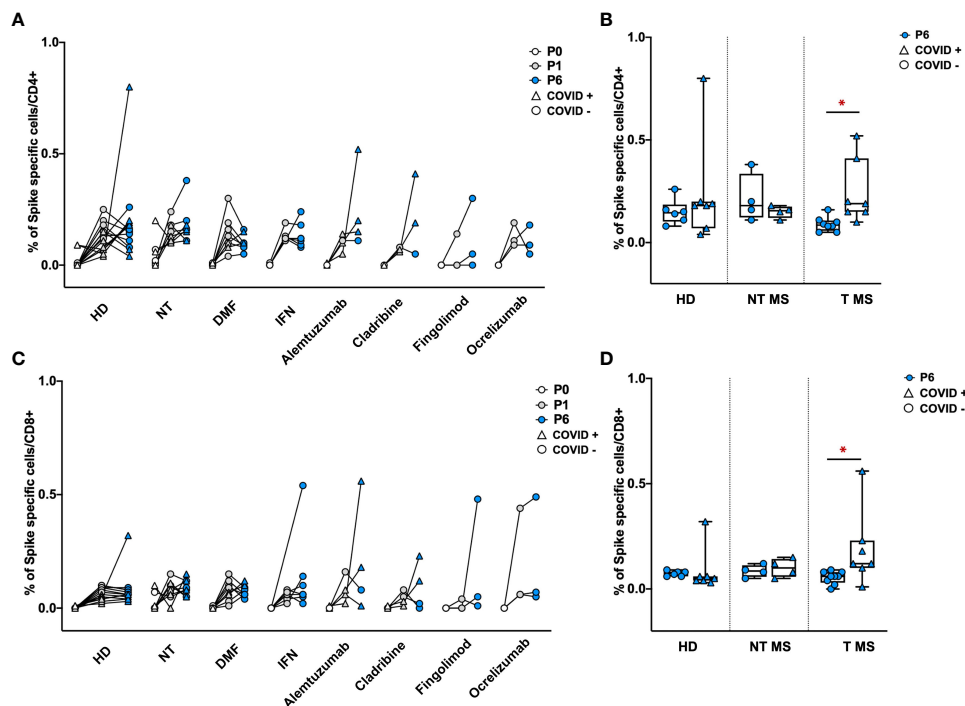 A
% of Spike specific cells/CD4+
1.0
0.5
0.0
HD
NT
DMF
IFN
Alemtuzumab
Cladribine
Fingolimod
Ocrelizumab
P0
P1
P6
COVID +
COVID -
B
% of Spike specific cells/CD4+
1.0
0.5
0.0
*
HD
NT MS
T MS
P6
COVID +
COVID -
C
% of Spike specific cells/CD8+
1.0
0.5
0.0
HD
NT
DMF
IFN
Alemtuzumab
Cladribine
Fingolimod
Ocrelizumab
P0
P1
P6
COVID +
COVID -
D
% of Spike specific cells/CD8+
1.0
0.5
0.0
*
HD
NT MS
T MS
P6
COVID +
COVID -